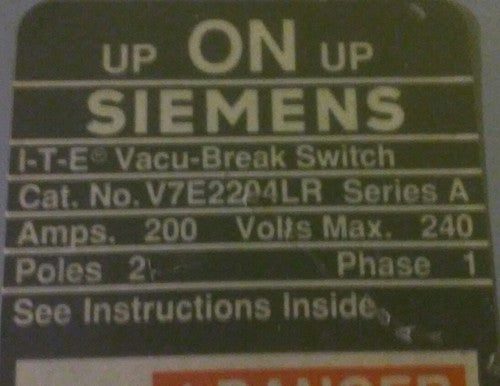 UP ON UP
SIEMENS
I-T-E® Vacu-Break Switch
Cat. No. V7E2204LR Series A
Amps. 200 Volts Max. 240
Poles 2 Phase 1
See Instructions Inside